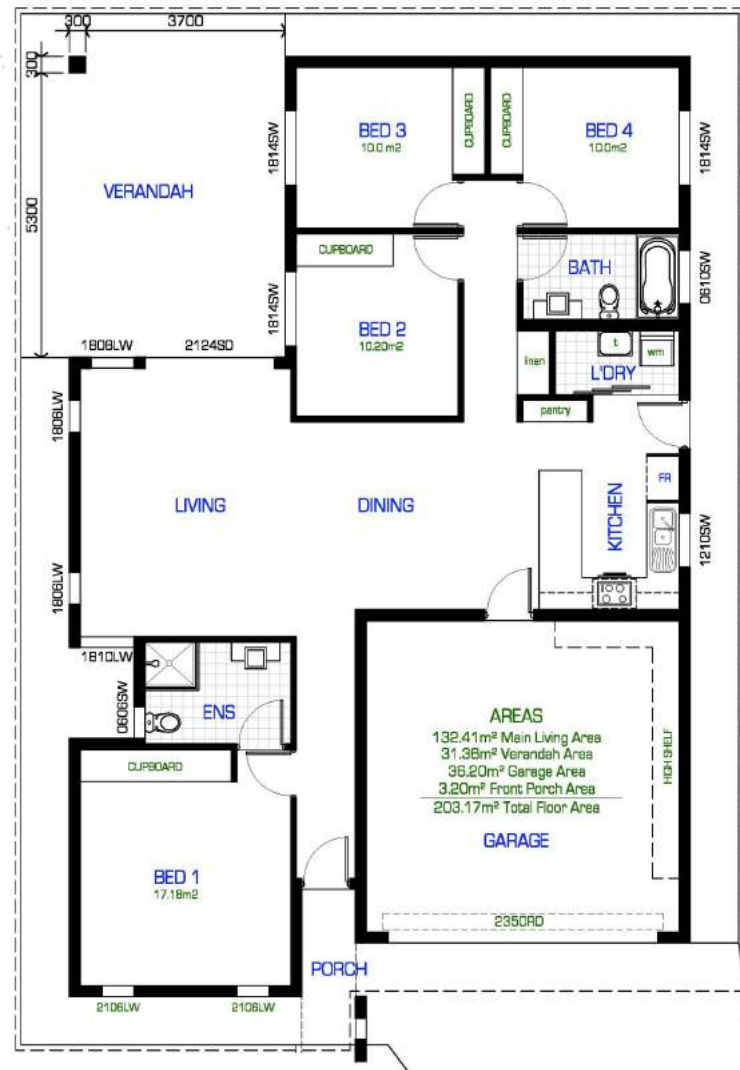 300
3700
300
5300
VERANDAH
BED 3
10.0 m2
CUPBOARD
CUPBOARD
BED 4
10.0m2
1814SW
1814SW
CUPBOARD
BED 2
10.20m2
1814SW
BATH
0610SW
1808LW
2124SD
linen
t
wm
L'DRY
pantry
1806LW
LIVING
DINING
KITCHEN
FR
1210SW
1806LW
1810LW
0606SW
ENS
AREAS
132.41m² Main Living Area
31.36m² Verandah Area
36.20m² Garage Area
3.20m² Front Porch Area
203.17m² Total Floor Area
GARAGE
HIGH SHELF
CUPBOARD
BED 1
17.18m2
2350RD
PORCH
2106LW
2106LW